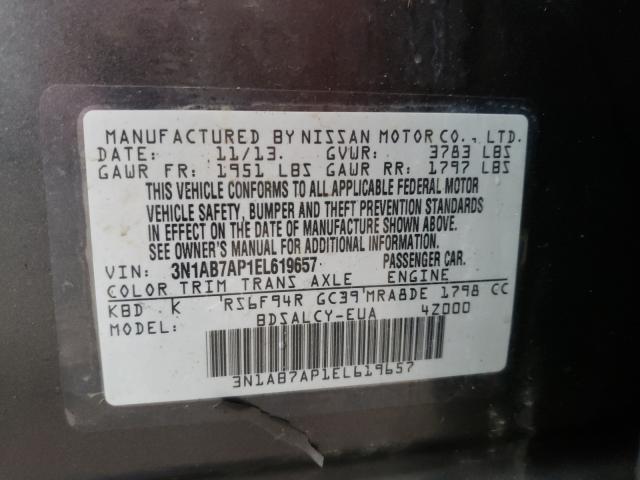 MANUFACTURED BY NISSAN MOTOR CO., LTD.
DATE: 11/13. GVWR: 3783 LBS
GAWR FR: 1951 LBS GAWR RR: 1797 LBS
THIS VEHICLE CONFORMS TO ALL APPLICABLE FEDERAL MOTOR
VEHICLE SAFETY, BUMPER AND THEFT PREVENTION STANDARDS
IN EFFECT ON THE DATE OF MANUFACTURE SHOWN ABOVE.
SEE OWNER'S MANUAL FOR ADDITIONAL INFORMATION.
VIN: 3N1AB7AP1EL619657 PASSENGER CAR.
COLOR TRIM TRANS AXLE ENGINE
KBD K RS6F94R GC39 MRA8DE 1798 CC
MODEL: BDSALCY-EUA 4Z000
3N1AB7AP1EL619657